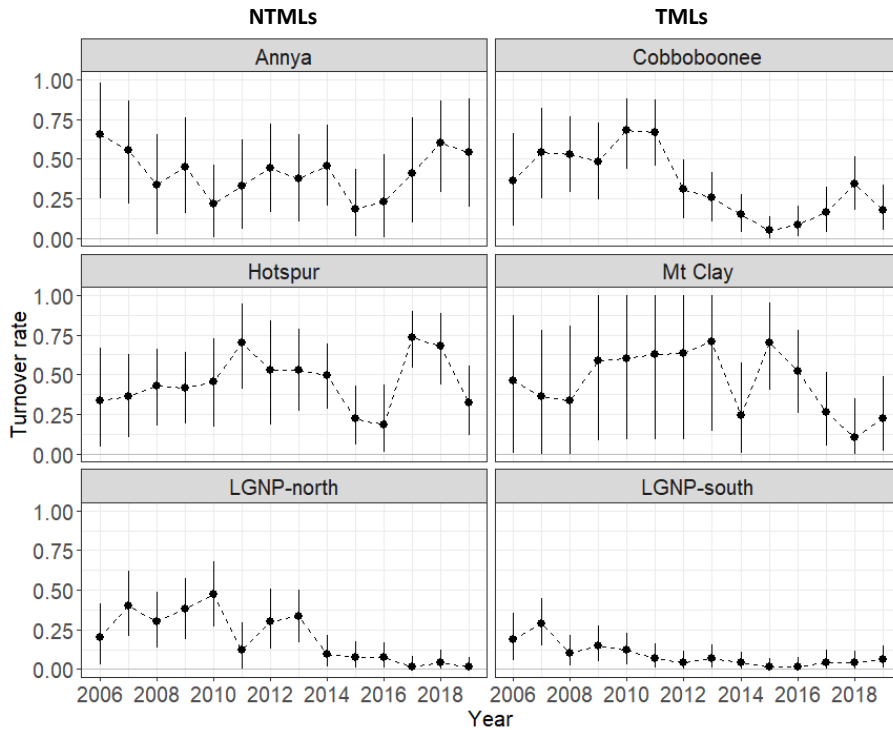 NTMLs TMLs
Annya Cobboboonee
1.00
0.75
0.50
0.25
0.00
Hotspur Mt Clay
1.00
0.75
0.50
0.25
0.00
Turnover rate
LGNP-north LGNP-south
1.00
0.75
0.50
0.25
0.00
2006 2008 2010 2012 2014 2016 2018 2006 2008 2010 2012 2014 2016 2018
Year